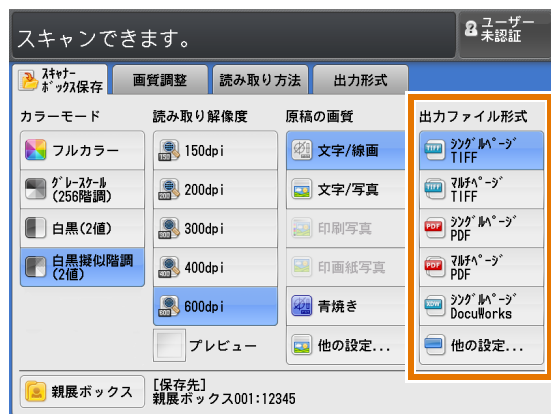 スキャンできます。
ユーザー
未認証
スキャナー
ボックス保存
画質調整
読み取り方法
出力形式
カラーモード
フルカラー
グレースケール
(256階調)
白黒(2値)
白黒擬似階調
(2値)
読み取り解像度
150dpi
150
200dpi
200
300dpi
300
400dpi
400
600dpi
600
プレビュー
原稿の画質
文字/線画
文字/写真
印刷写真
印画紙写真
青焼き
他の設定...
出力ファイル形式
TIFF
シングルページ
TIFF
TIFF
マルチページ
TIFF
PDF
シングルページ
PDF
PDF
マルチページ
PDF
XDW
シングルページ
DocuWorks
他の設定...
親展ボックス
[保存先]
親展ボックス001:12345